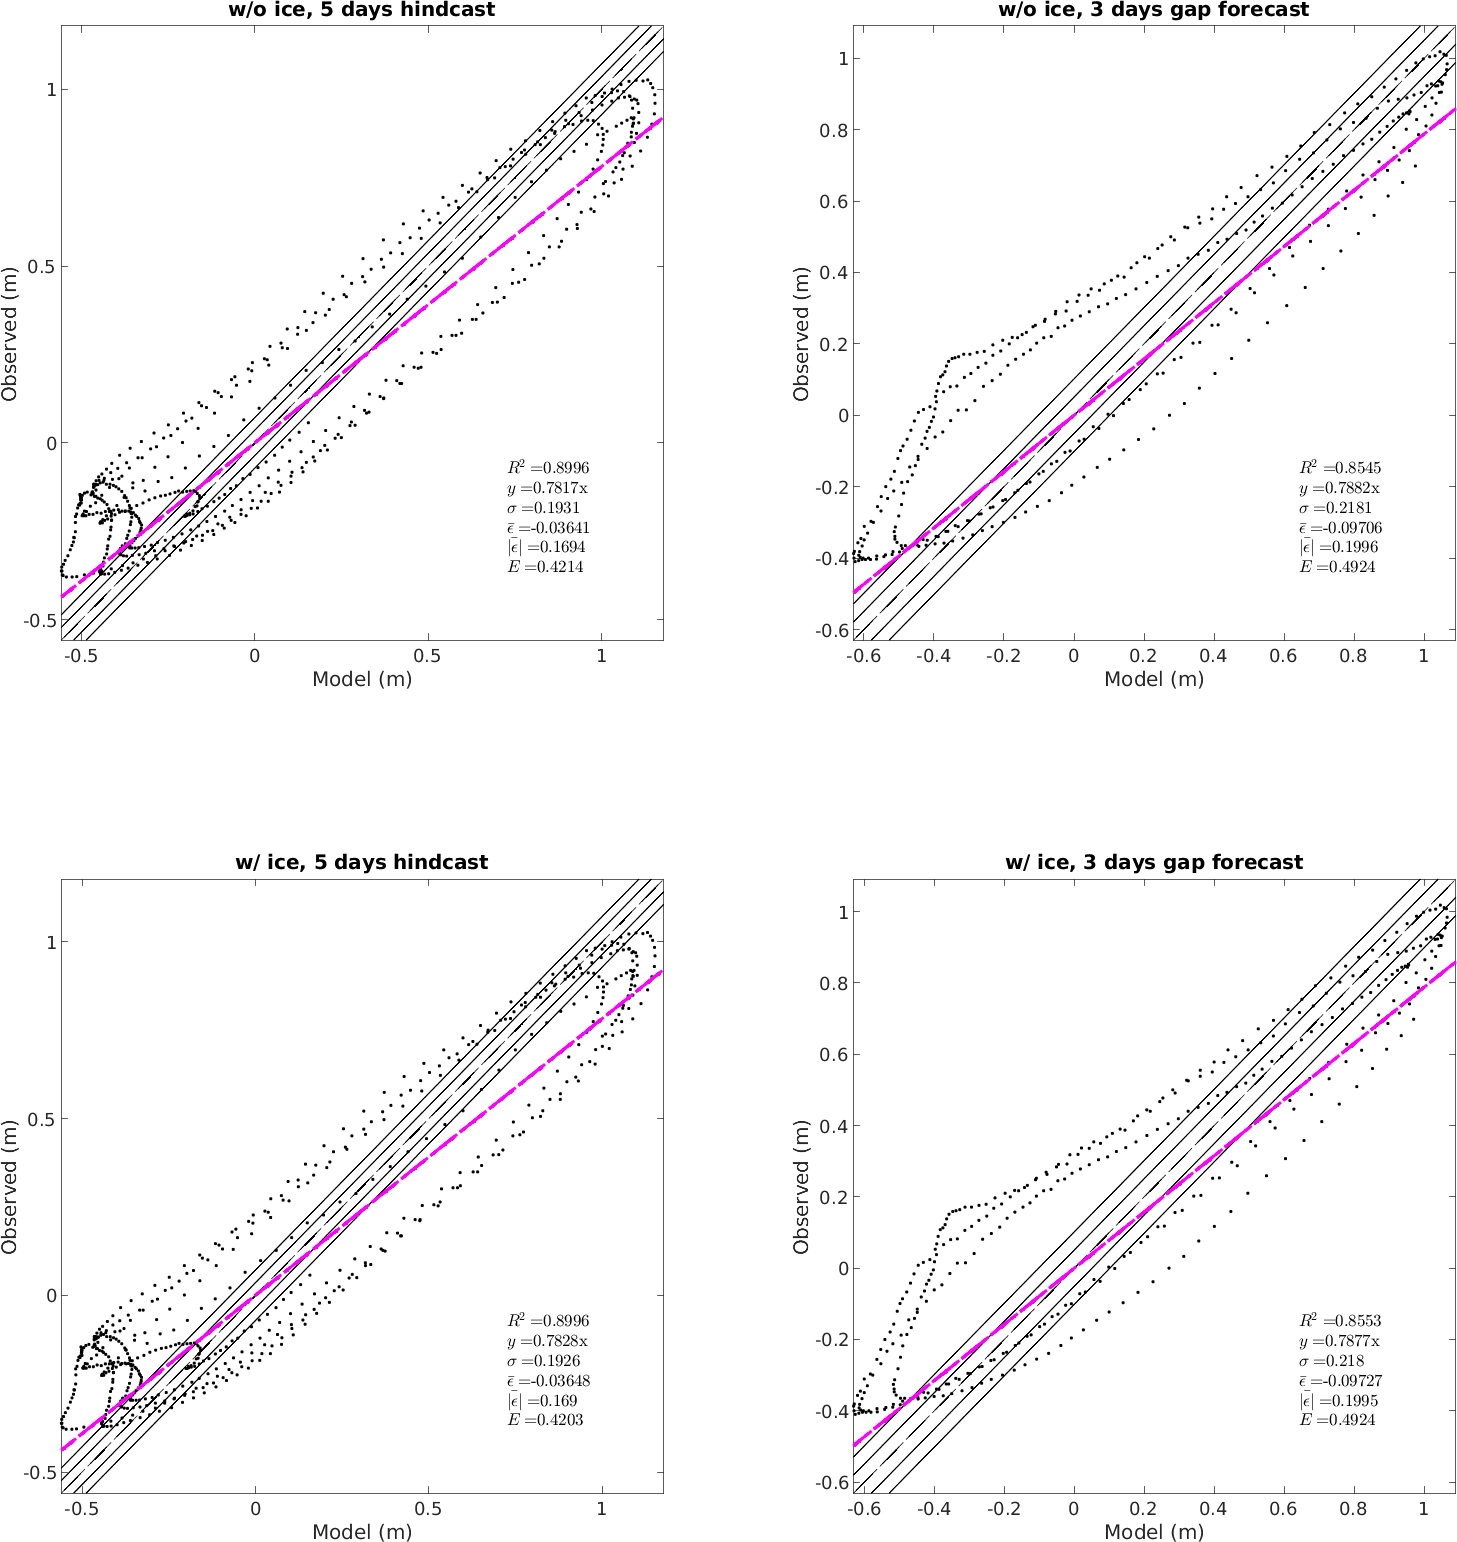 w/o ice, 5 days hindcast
1
0.5
0
-0.5
-0.5
0
0.5
1
Observed (m)
Model (m)
R² =0.8996
y =0.7817x
σ =0.1931
ϵ̄ =-0.03641
|ϵ̄| =0.1694
E =0.4214
w/o ice, 3 days gap forecast
1
0.8
0.6
0.4
0.2
0
-0.2
-0.4
-0.6
-0.6
-0.4
-0.2
0
0.2
0.4
0.6
0.8
1
Observed (m)
Model (m)
R² =0.8545
y =0.7882x
σ =0.2181
ϵ̄ =-0.09706
|ϵ̄| =0.1996
E =0.4924
w/ ice, 5 days hindcast
1
0.5
0
-0.5
-0.5
0
0.5
1
Observed (m)
Model (m)
R² =0.8996
y =0.7828x
σ =0.1926
ϵ̄ =-0.03648
|ϵ̄| =0.169
E =0.4203
w/ ice, 3 days gap forecast
1
0.8
0.6
0.4
0.2
0
-0.2
-0.4
-0.6
-0.6
-0.4
-0.2
0
0.2
0.4
0.6
0.8
1
Observed (m)
Model (m)
R² =0.8553
y =0.7877x
σ =0.218
ϵ̄ =-0.09727
|ϵ̄| =0.1995
E =0.4924